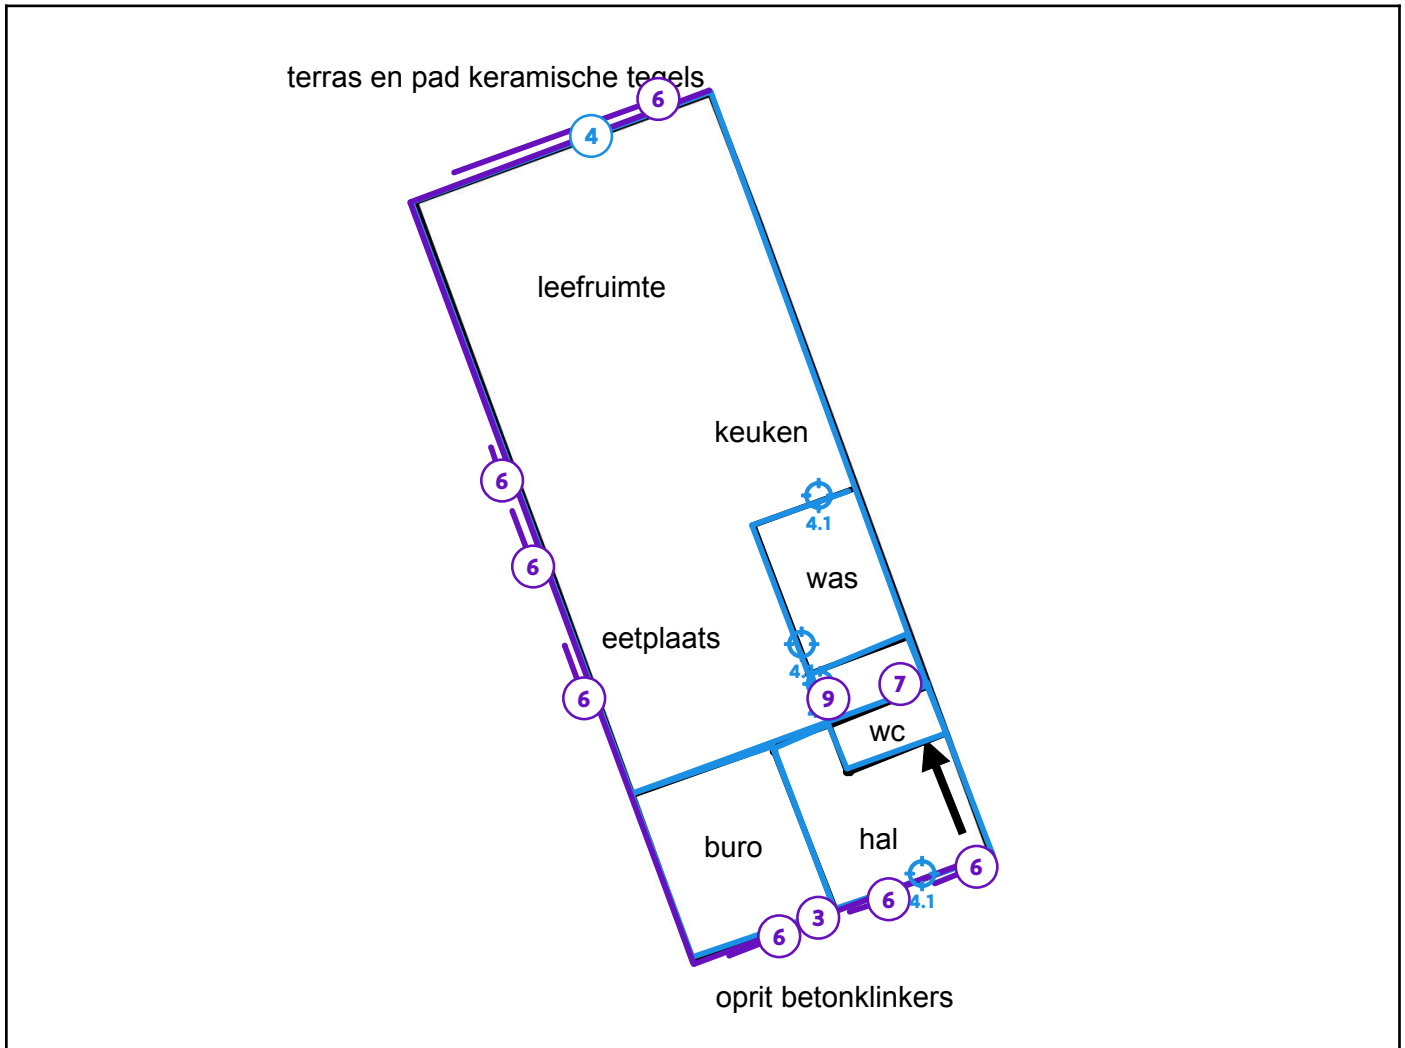 terras en pad keramische tegels
6
4
leefruimte
keuken
6
4.1
6
was
eetplaats
6
9
7
wc
buro
hal
6
6
4.1
3
6
oprit betonklinkers